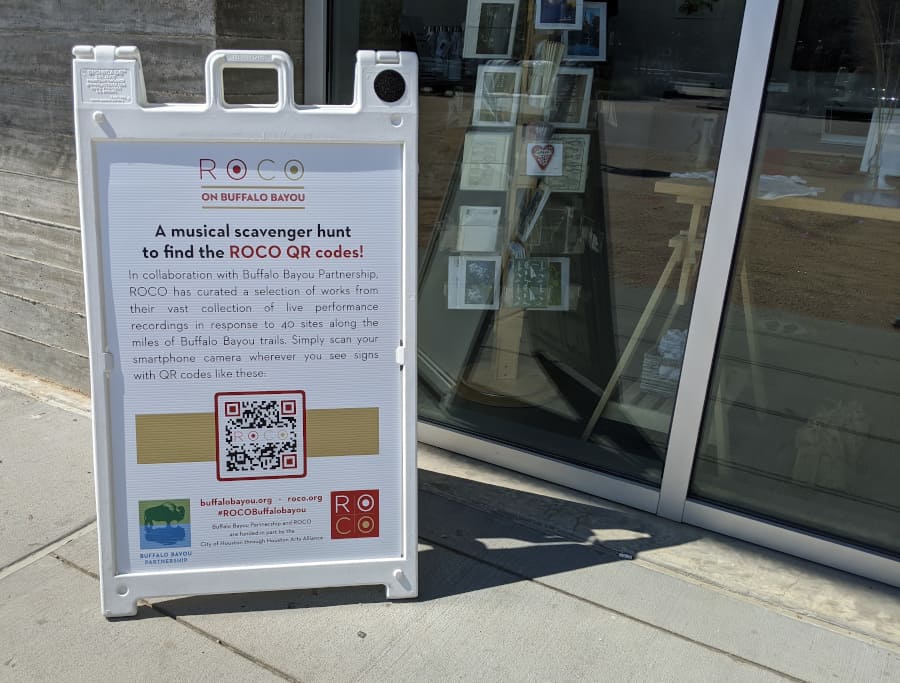 ROCO
ON BUFFALO BAYOU
A musical scavenger hunt
to find the ROCO QR codes!
In collaboration with Buffalo Bayou Partnership,
ROCO has curated a selection of works from
their vast collection of live performance
recordings in response to 40 sites along the
miles of Buffalo Bayou trails. Simply scan your
smartphone camera wherever you see signs
with QR codes like these:
ROCO
buffalobayou.org - roco.org
#ROCOBuffalobayou
Buffalo Bayou Partnership and ROCO
are funded in part by the
City of Houston through Houston Arts Alliance
BUFFALO BAYOU
PARTNERSHIP
RO
CO